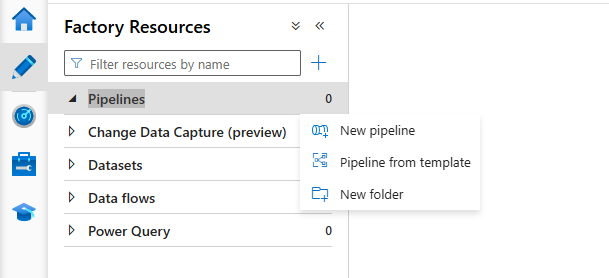 Factory Resources
Filter resources by name
Pipelines 0
Change Data Capture (preview)
Datasets
Data flows
Power Query 0
New pipeline
Pipeline from template
New folder